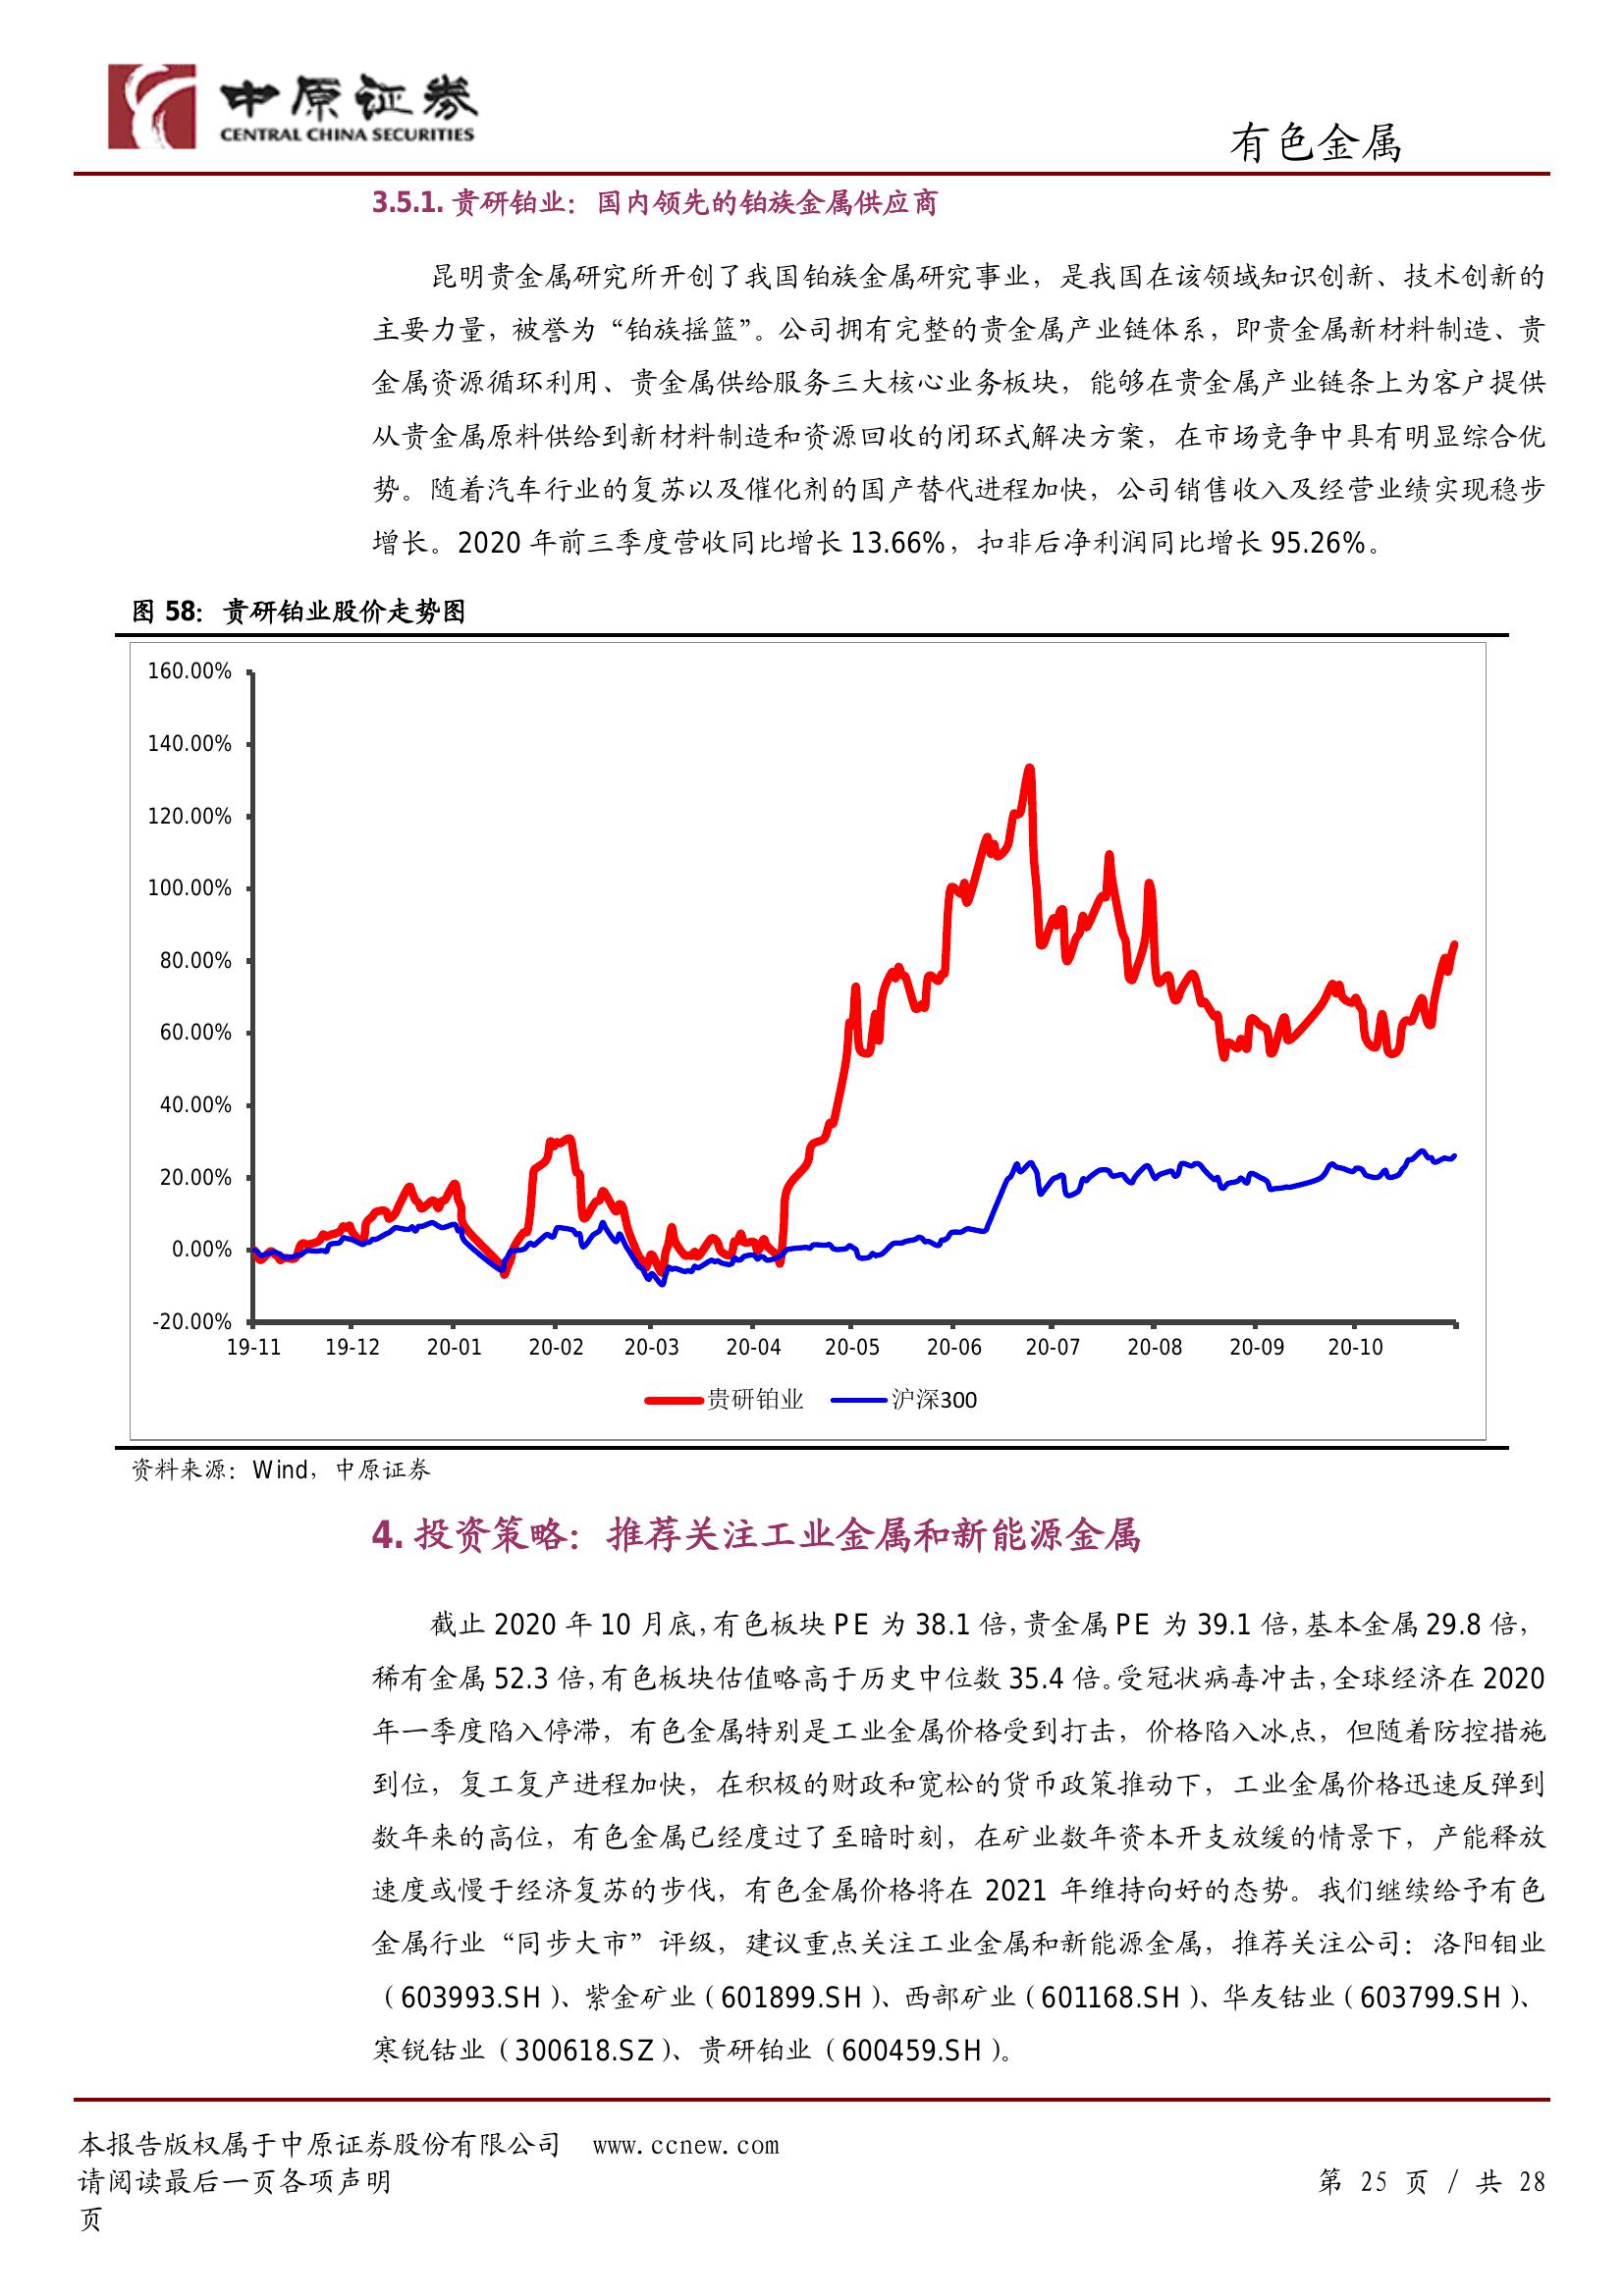 中原证券
CENTRAL CHINA SECURITIES
有色金属
3.5.1. 贵研铂业：国内领先的铂族金属供应商
昆明贵金属研究所开创了我国铂族金属研究事业，是我国在该领域知识创新、技术创新的
主要力量，被誉为“铂族摇篮”。公司拥有完整的贵金属产业链体系，即贵金属新材料制造、贵
金属资源循环利用、贵金属供给服务三大核心业务板块，能够在贵金属产业链条上为客户提供
从贵金属原料供给到新材料制造和资源回收的闭环式解决方案，在市场竞争中具有明显综合优
势。随着汽车行业的复苏以及催化剂的国产替代进程加快，公司销售收入及经营业绩实现稳步
增长。2020 年前三季度营收同比增长 13.66%，扣非后净利润同比增长 95.26%。
图 58：贵研铂业股价走势图
160.00%
140.00%
120.00%
100.00%
80.00%
60.00%
40.00%
20.00%
0.00%
-20.00%
19-11 19-12 20-01 20-02 20-03 20-04 20-05 20-06 20-07 20-08 20-09 20-10
贵研铂业 沪深300
资料来源：Wind，中原证券
4. 投资策略：推荐关注工业金属和新能源金属
截止 2020 年 10 月底，有色板块 PE 为 38.1 倍，贵金属 PE 为 39.1 倍，基本金属 29.8 倍，
稀有金属 52.3 倍，有色板块估值略高于历史中位数 35.4 倍。受冠状病毒冲击，全球经济在 2020
年一季度陷入停滞，有色金属特别是工业金属价格受到打击，价格陷入冰点，但随着防控措施
到位，复工复产进程加快，在积极的财政和宽松的货币政策推动下，工业金属价格迅速反弹到
数年来的高位，有色金属已经度过了至暗时刻，在矿业数年资本开支放缓的情景下，产能释放
速度或慢于经济复苏的步伐，有色金属价格将在 2021 年维持向好的态势。我们继续给予有色
金属行业“同步大市”评级，建议重点关注工业金属和新能源金属，推荐关注公司：洛阳钼业
（603993.SH）、紫金矿业（601899.SH）、西部矿业（601168.SH）、华友钴业（603799.SH）、
寒锐钴业（300618.SZ）、贵研铂业（600459.SH）。
本报告版权属于中原证券股份有限公司 www.ccnew.com
请阅读最后一页各项声明 第 25 页 / 共 28
页